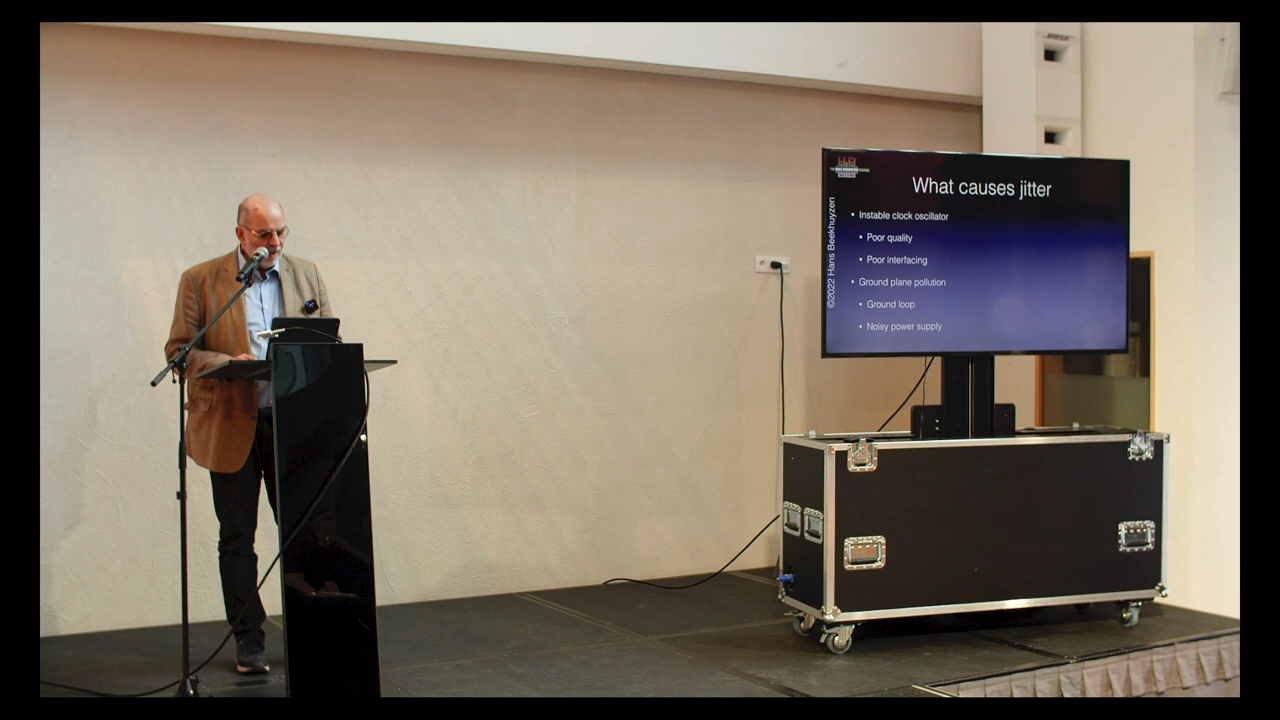 BOSE
What causes jitter
©2022 Hans Beekhuyzen
• Instable clock oscillator
• Poor quality
• Poor interfacing
• Ground plane pollution
• Ground loop
• Noisy power supply